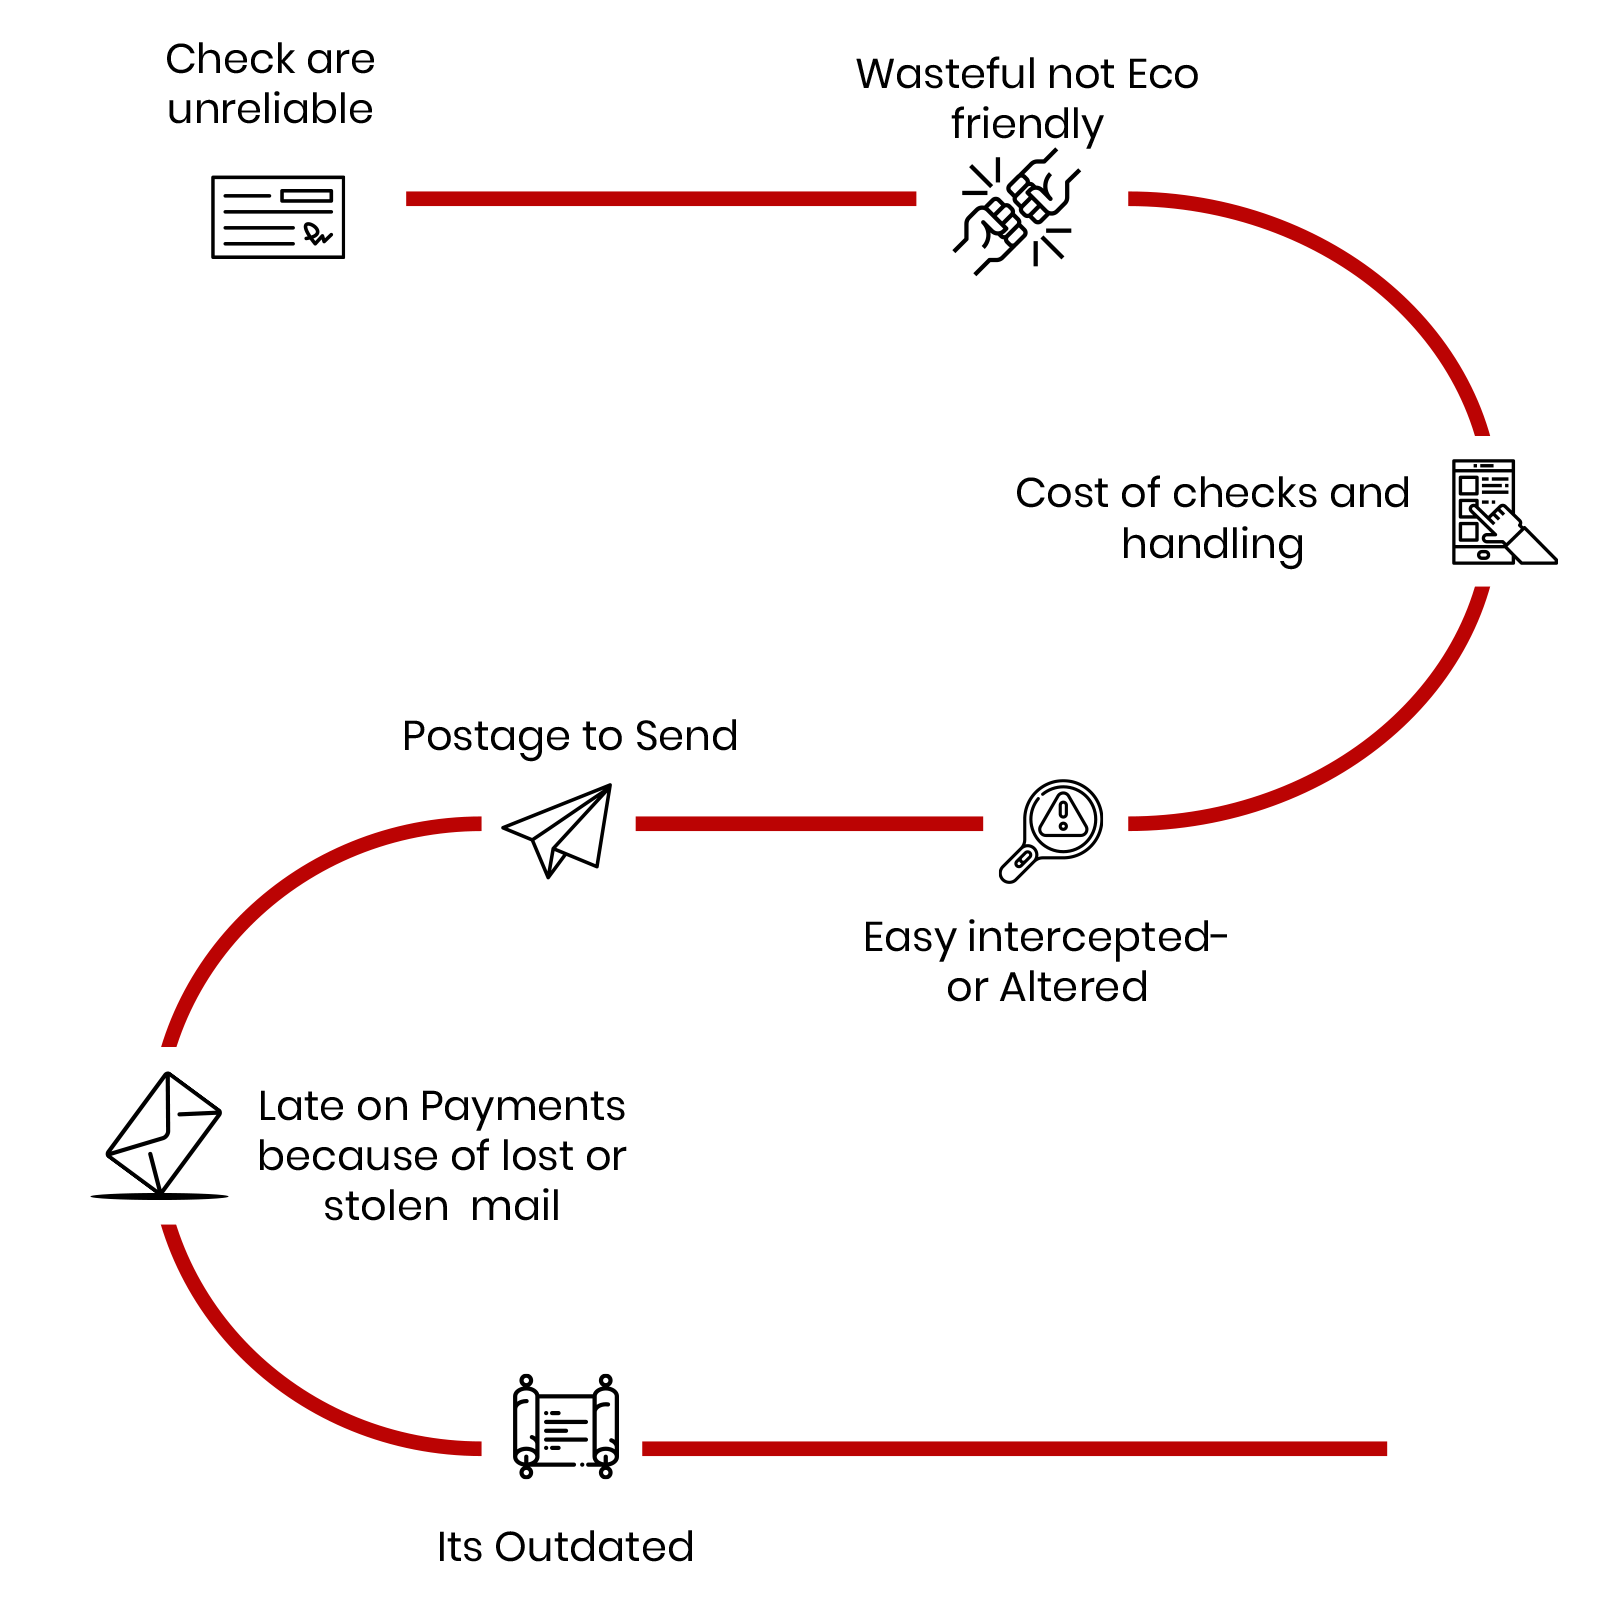 Check are
unreliable
Wasteful not Eco
friendly
Cost of checks and
handling
Postage to Send
Easy intercepted-
or Altered
Late on Payments
because of lost or
stolen  mail
Its Outdated